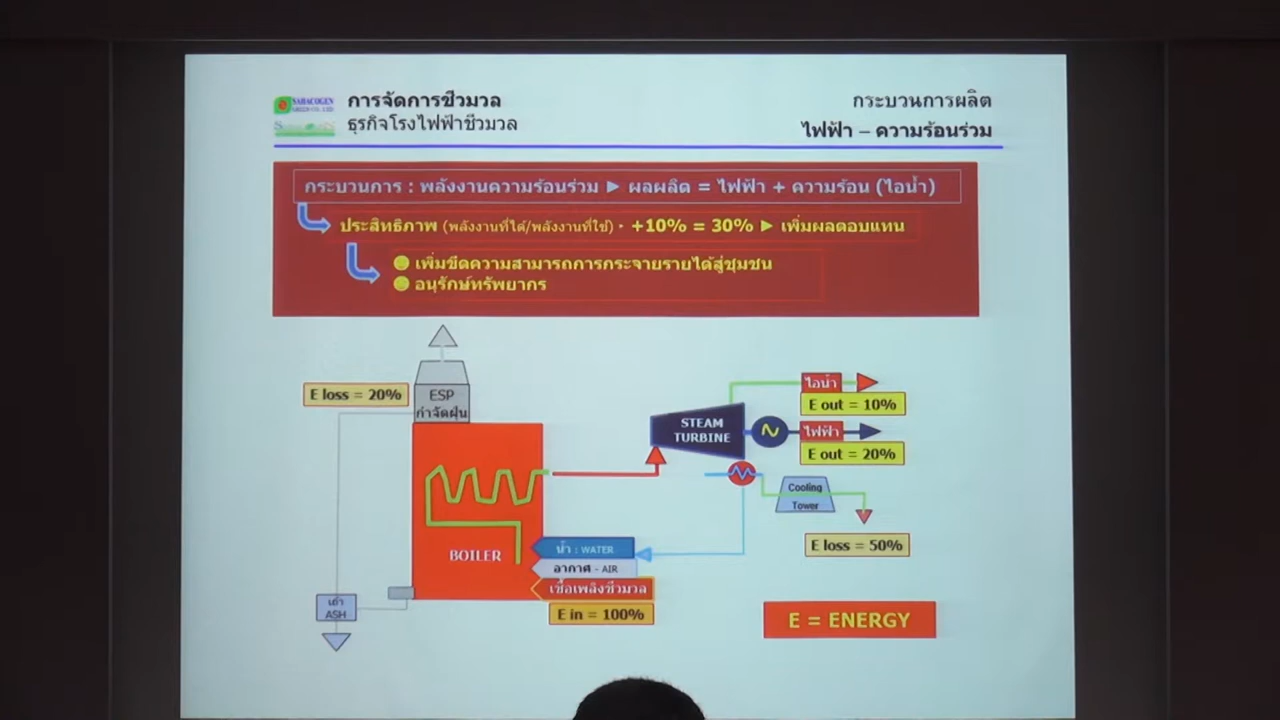 SAHACOGEN
GREEN CO., LTD
การจัดการชีวมวล
ธุรกิจโรงไฟฟ้าชีวมวล
กระบวนการผลิต
ไฟฟ้า – ความร้อนร่วม
กระบวนการ : พลังงานความร้อนร่วม ► ผลผลิต = ไฟฟ้า + ความร้อน (ไอน้ำ)
ประสิทธิภาพ (พลังงานที่ได้/พลังงานที่ใช้) · +10% = 30% ► เพิ่มผลตอบแทน
เพิ่มขีดความสามารถการกระจายรายได้สู่ชุมชน
อนุรักษ์ทรัพยากร
E loss = 20%
ESP
กำจัดฝุ่น
STEAM
TURBINE
ไอน้ำ
E out = 10%
ไฟฟ้า
E out = 20%
Cooling
Tower
E loss = 50%
BOILER
น้ำ : WATER
อากาศ - AIR
เชื้อเพลิงชีวมวล
E in = 100%
เถ้า
ASH
E = ENERGY